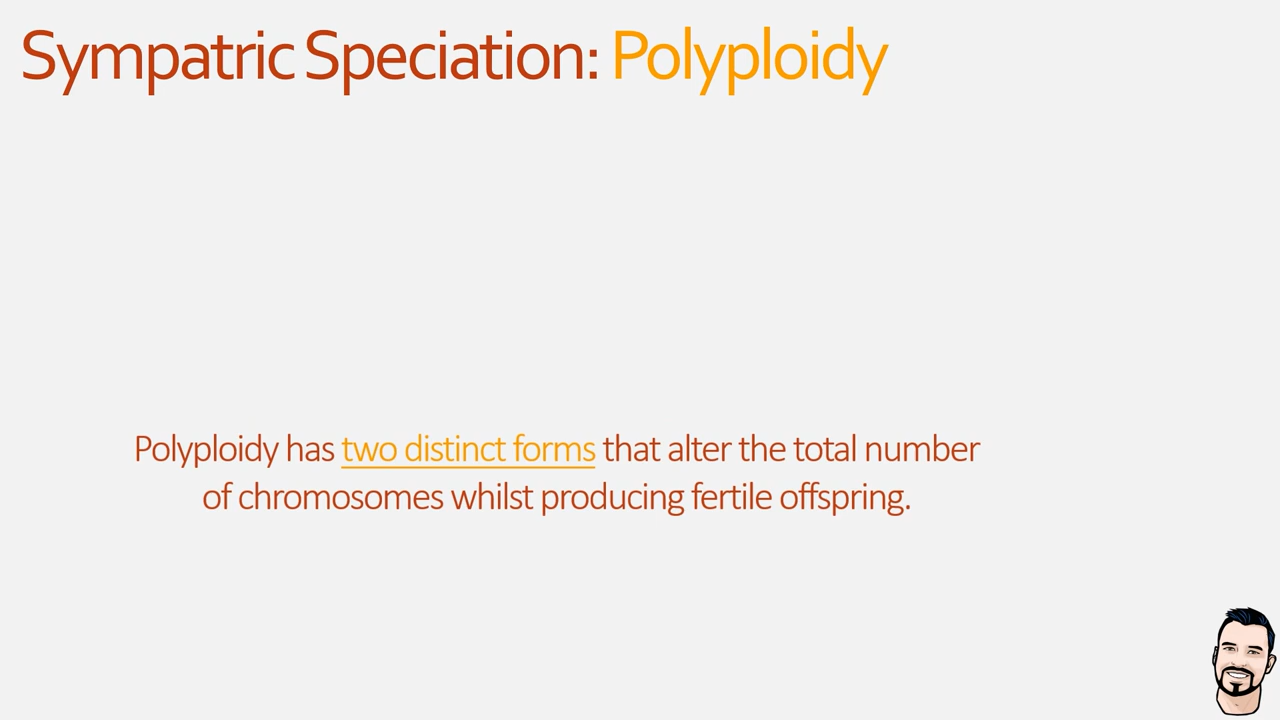 Sympatric Speciation: Polyploidy
Polyploidy has two distinct forms that alter the total number
of chromosomes whilst producing fertile offspring.